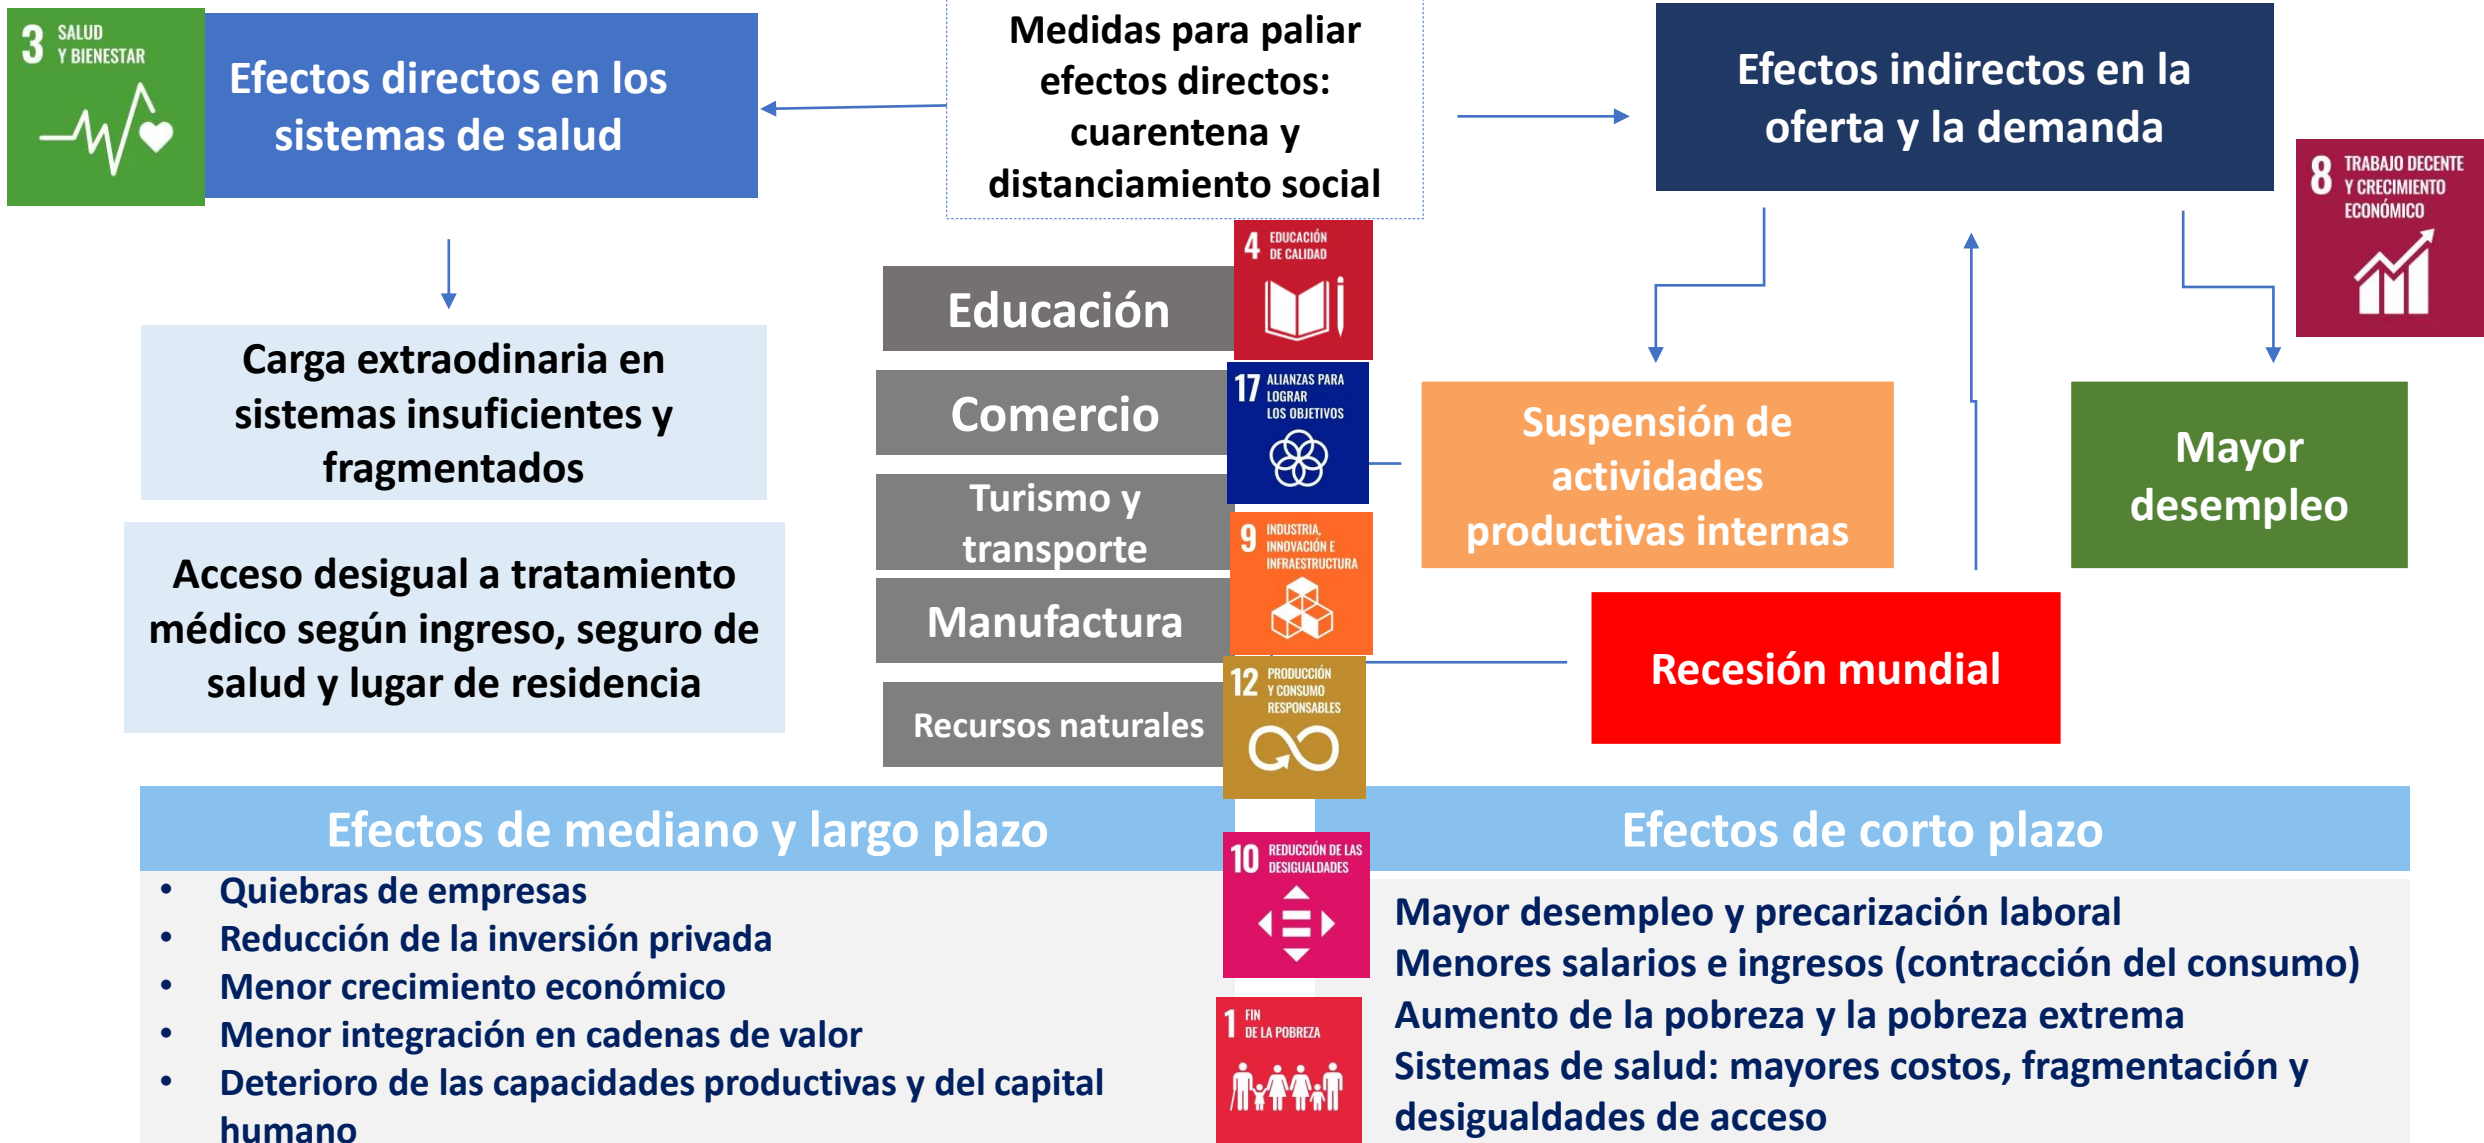 3 SALUD
Y BIENESTAR
Efectos directos en los
sistemas de salud
Medidas para paliar
efectos directos:
cuarentena y
distanciamiento social
Efectos indirectos en la
oferta y la demanda
8 TRABAJO DECENTE
Y CRECIMIENTO
ECONÓMICO
Carga extraodinaria en
sistemas insuficientes y
fragmentados
Acceso desigual a tratamiento
médico según ingreso, seguro de
salud y lugar de residencia
Educación
4 EDUCACIÓN
DE CALIDAD
Comercio
17 ALIANZAS PARA
LOGRAR
LOS OBJETIVOS
Turismo y
transporte
9 INDUSTRIA,
INNOVACIÓN E
INFRAESTRUCTURA
Manufactura
12 PRODUCCIÓN
Y CONSUMO
RESPONSABLES
Recursos naturales
Suspensión de
actividades
productivas internas
Mayor
desempleo
Recesión mundial
Efectos de mediano y largo plazo
• Quiebras de empresas
• Reducción de la inversión privada
• Menor crecimiento económico
• Menor integración en cadenas de valor
• Deterioro de las capacidades productivas y del capital
humano
10 REDUCCIÓN DE LAS
DESIGUALDADES
1 FIN
DE LA POBREZA
Efectos de corto plazo
Mayor desempleo y precarización laboral
Menores salarios e ingresos (contracción del consumo)
Aumento de la pobreza y la pobreza extrema
Sistemas de salud: mayores costos, fragmentación y
desigualdades de acceso